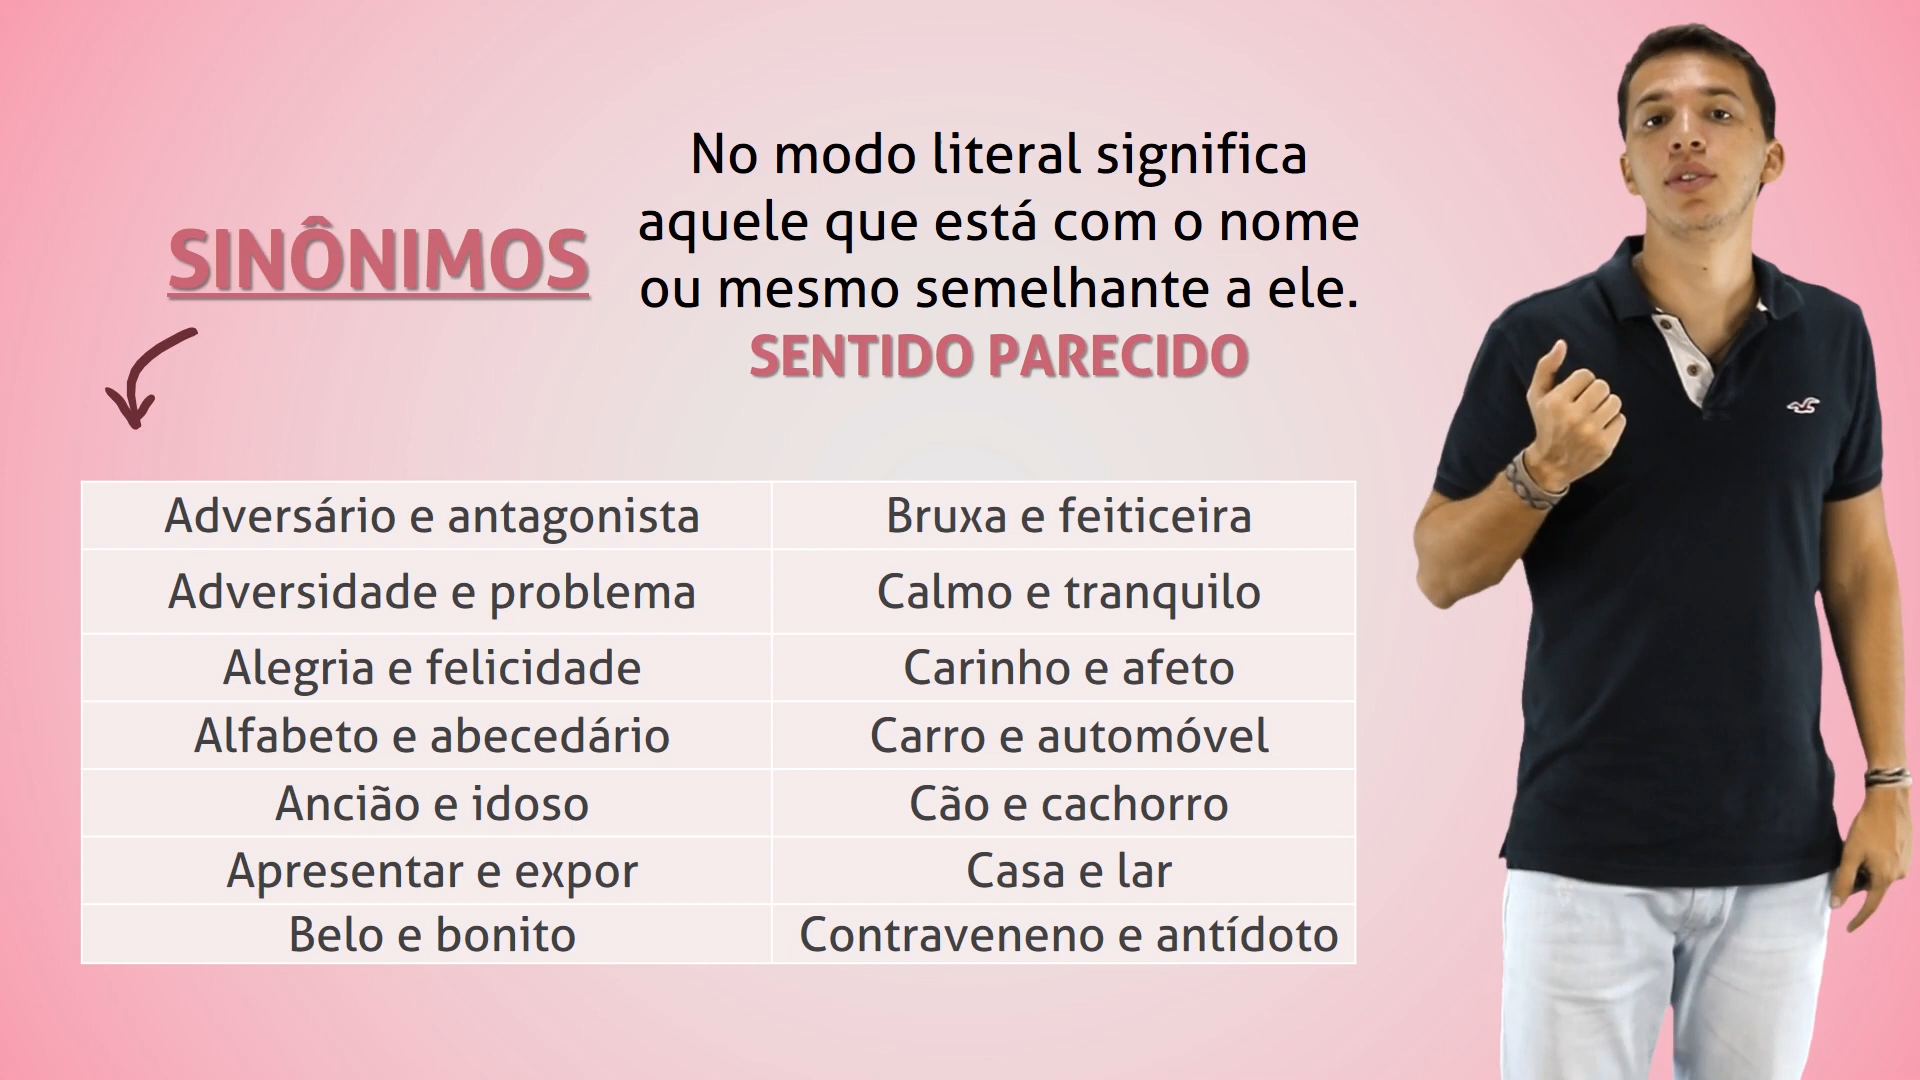 SINÔNIMOS
No modo literal significa
aquele que está com o nome
ou mesmo semelhante a ele.
SENTIDO PARECIDO
Adversário e antagonista
Bruxa e feiticeira
Adversidade e problema
Calmo e tranquilo
Alegria e felicidade
Carinho e afeto
Alfabeto e abecedário
Carro e automóvel
Ancião e idoso
Cão e cachorro
Apresentar e expor
Casa e lar
Belo e bonito
Contraveneno e antídoto